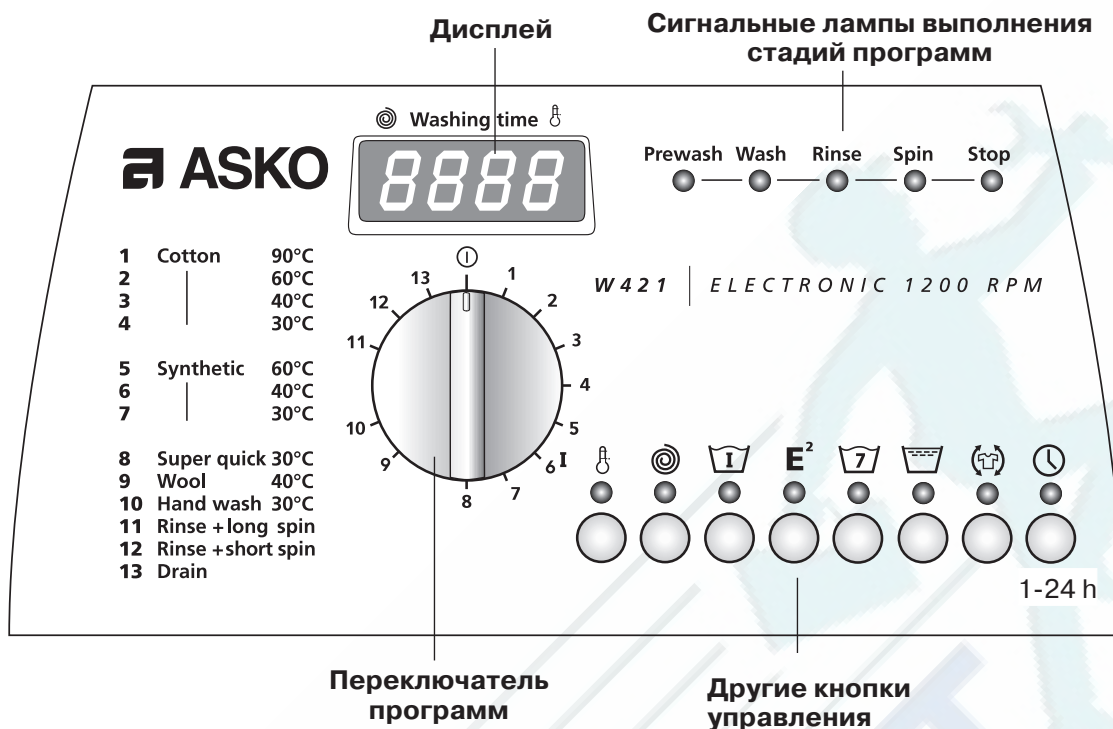 Дисплей
Сигнальные лампы выполнения
стадий программ
Washing time
ASKO
8888
Prewash Wash Rinse Spin Stop
1 Cotton 90°C
2 60°C
3 40°C
4 30°C
5 Synthetic 60°C
6 40°C
7 30°C
8 Super quick 30°C
9 Wool 40°C
10 Hand wash 30°C
11 Rinse + long spin
12 Rinse + short spin
13 Drain
1
2
3
4
5
6 I
7
8
9
10
11
12
13
W421 | ELECTRONIC 1200 RPM
I E² 7
1-24 h
Переключатель
программ
Другие кнопки
управления